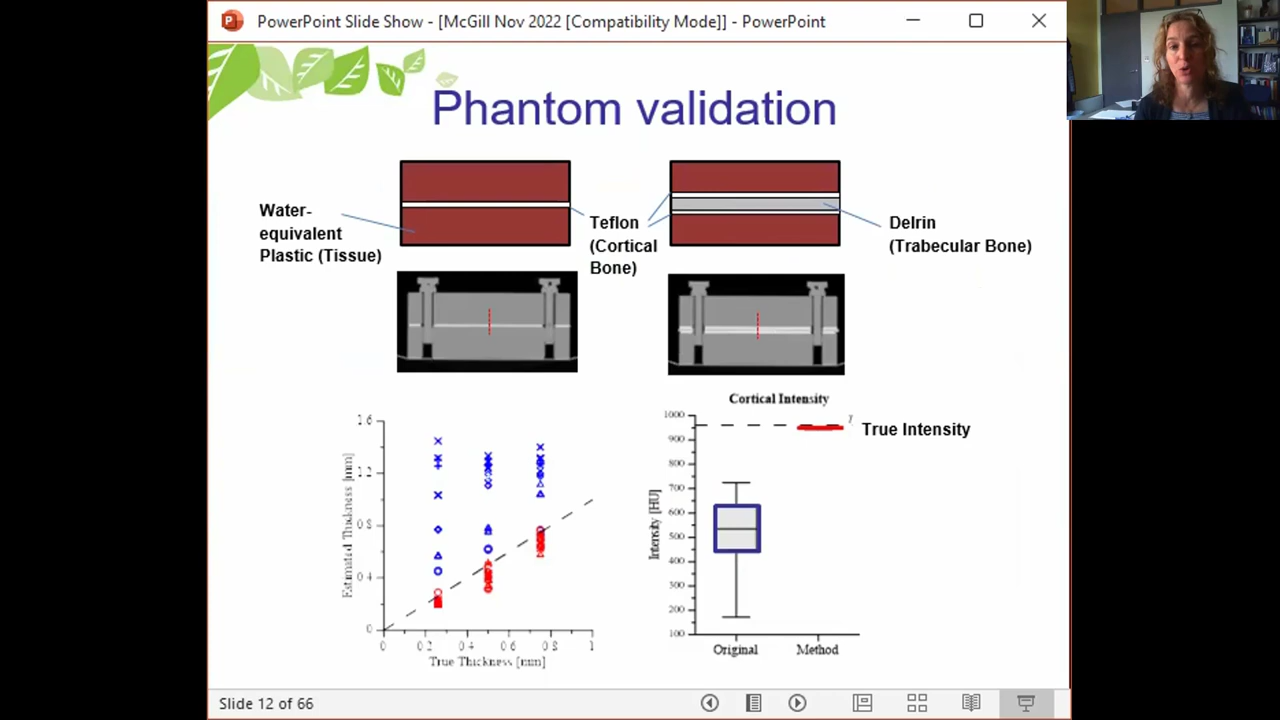 PowerPoint Slide Show - [McGill Nov 2022 [Compatibility Mode]] - PowerPoint
Phantom validation
Water-
equivalent
Plastic (Tissue)
Teflon
(Cortical
Bone)
Delrin
(Trabecular Bone)
Estimated Thickness [mm]
1.6
1.2
0.8
0.4
0
0 0.2 0.4 0.6 0.8 1
True Thickness [mm]
Cortical Intensity
Intensity [HU]
1000
900
800
700
600
500
400
300
200
100
True Intensity
Original Method
Slide 12 of 66